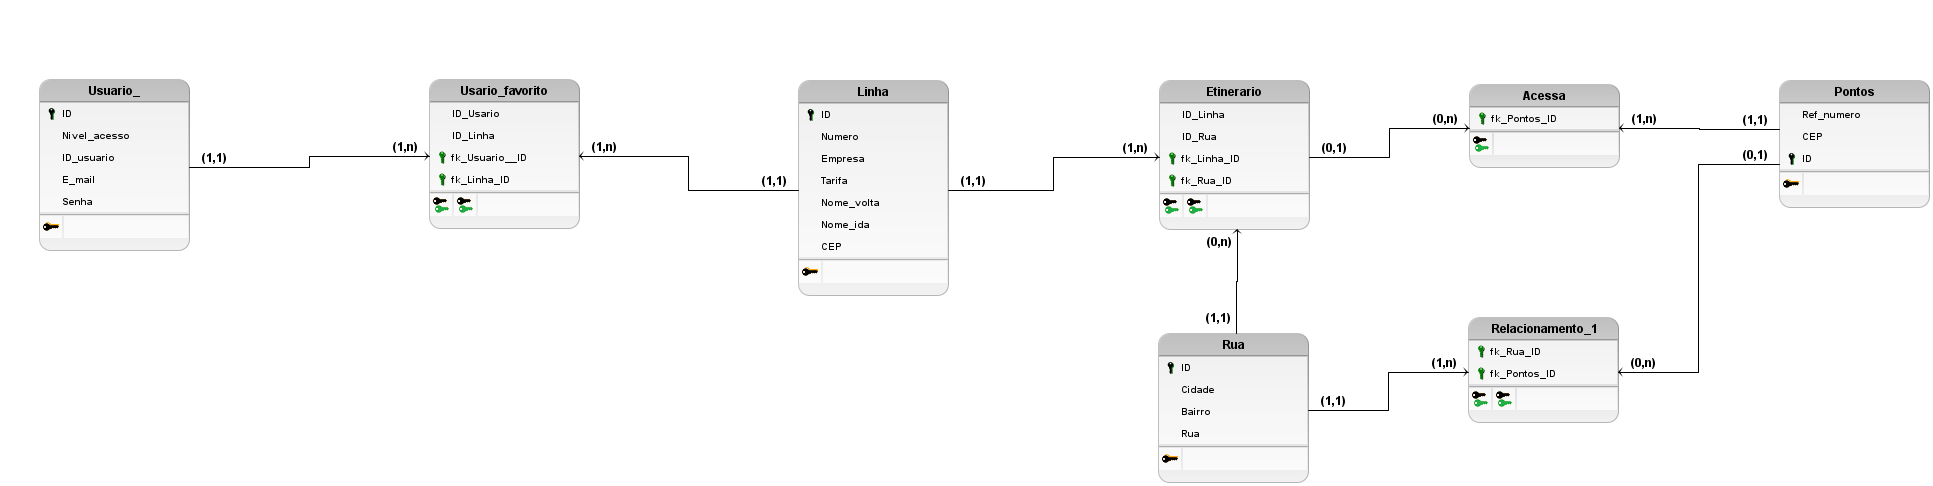 Usuario_
ID
Nivel_acesso
ID_usuario
E_mail
Senha
(1,1)
(1,n)
Usario_favorito
ID_Usario
ID_Linha
fk_Usuario__ID
fk_Linha_ID
(1,n)
(1,1)
Linha
ID
Numero
Empresa
Tarifa
Nome_volta
Nome_ida
CEP
(1,1)
(1,n)
Etinerario
ID_Linha
ID_Rua
fk_Linha_ID
fk_Rua_ID
(0,1)
(0,n)
Acessa
fk_Pontos_ID
(1,n)
(1,1)
(0,1)
Pontos
Ref_numero
CEP
ID
(0,n)
(1,1)
Rua
ID
Cidade
Bairro
Rua
(1,1)
(1,n)
Relacionamento_1
fk_Rua_ID
fk_Pontos_ID
(0,n)